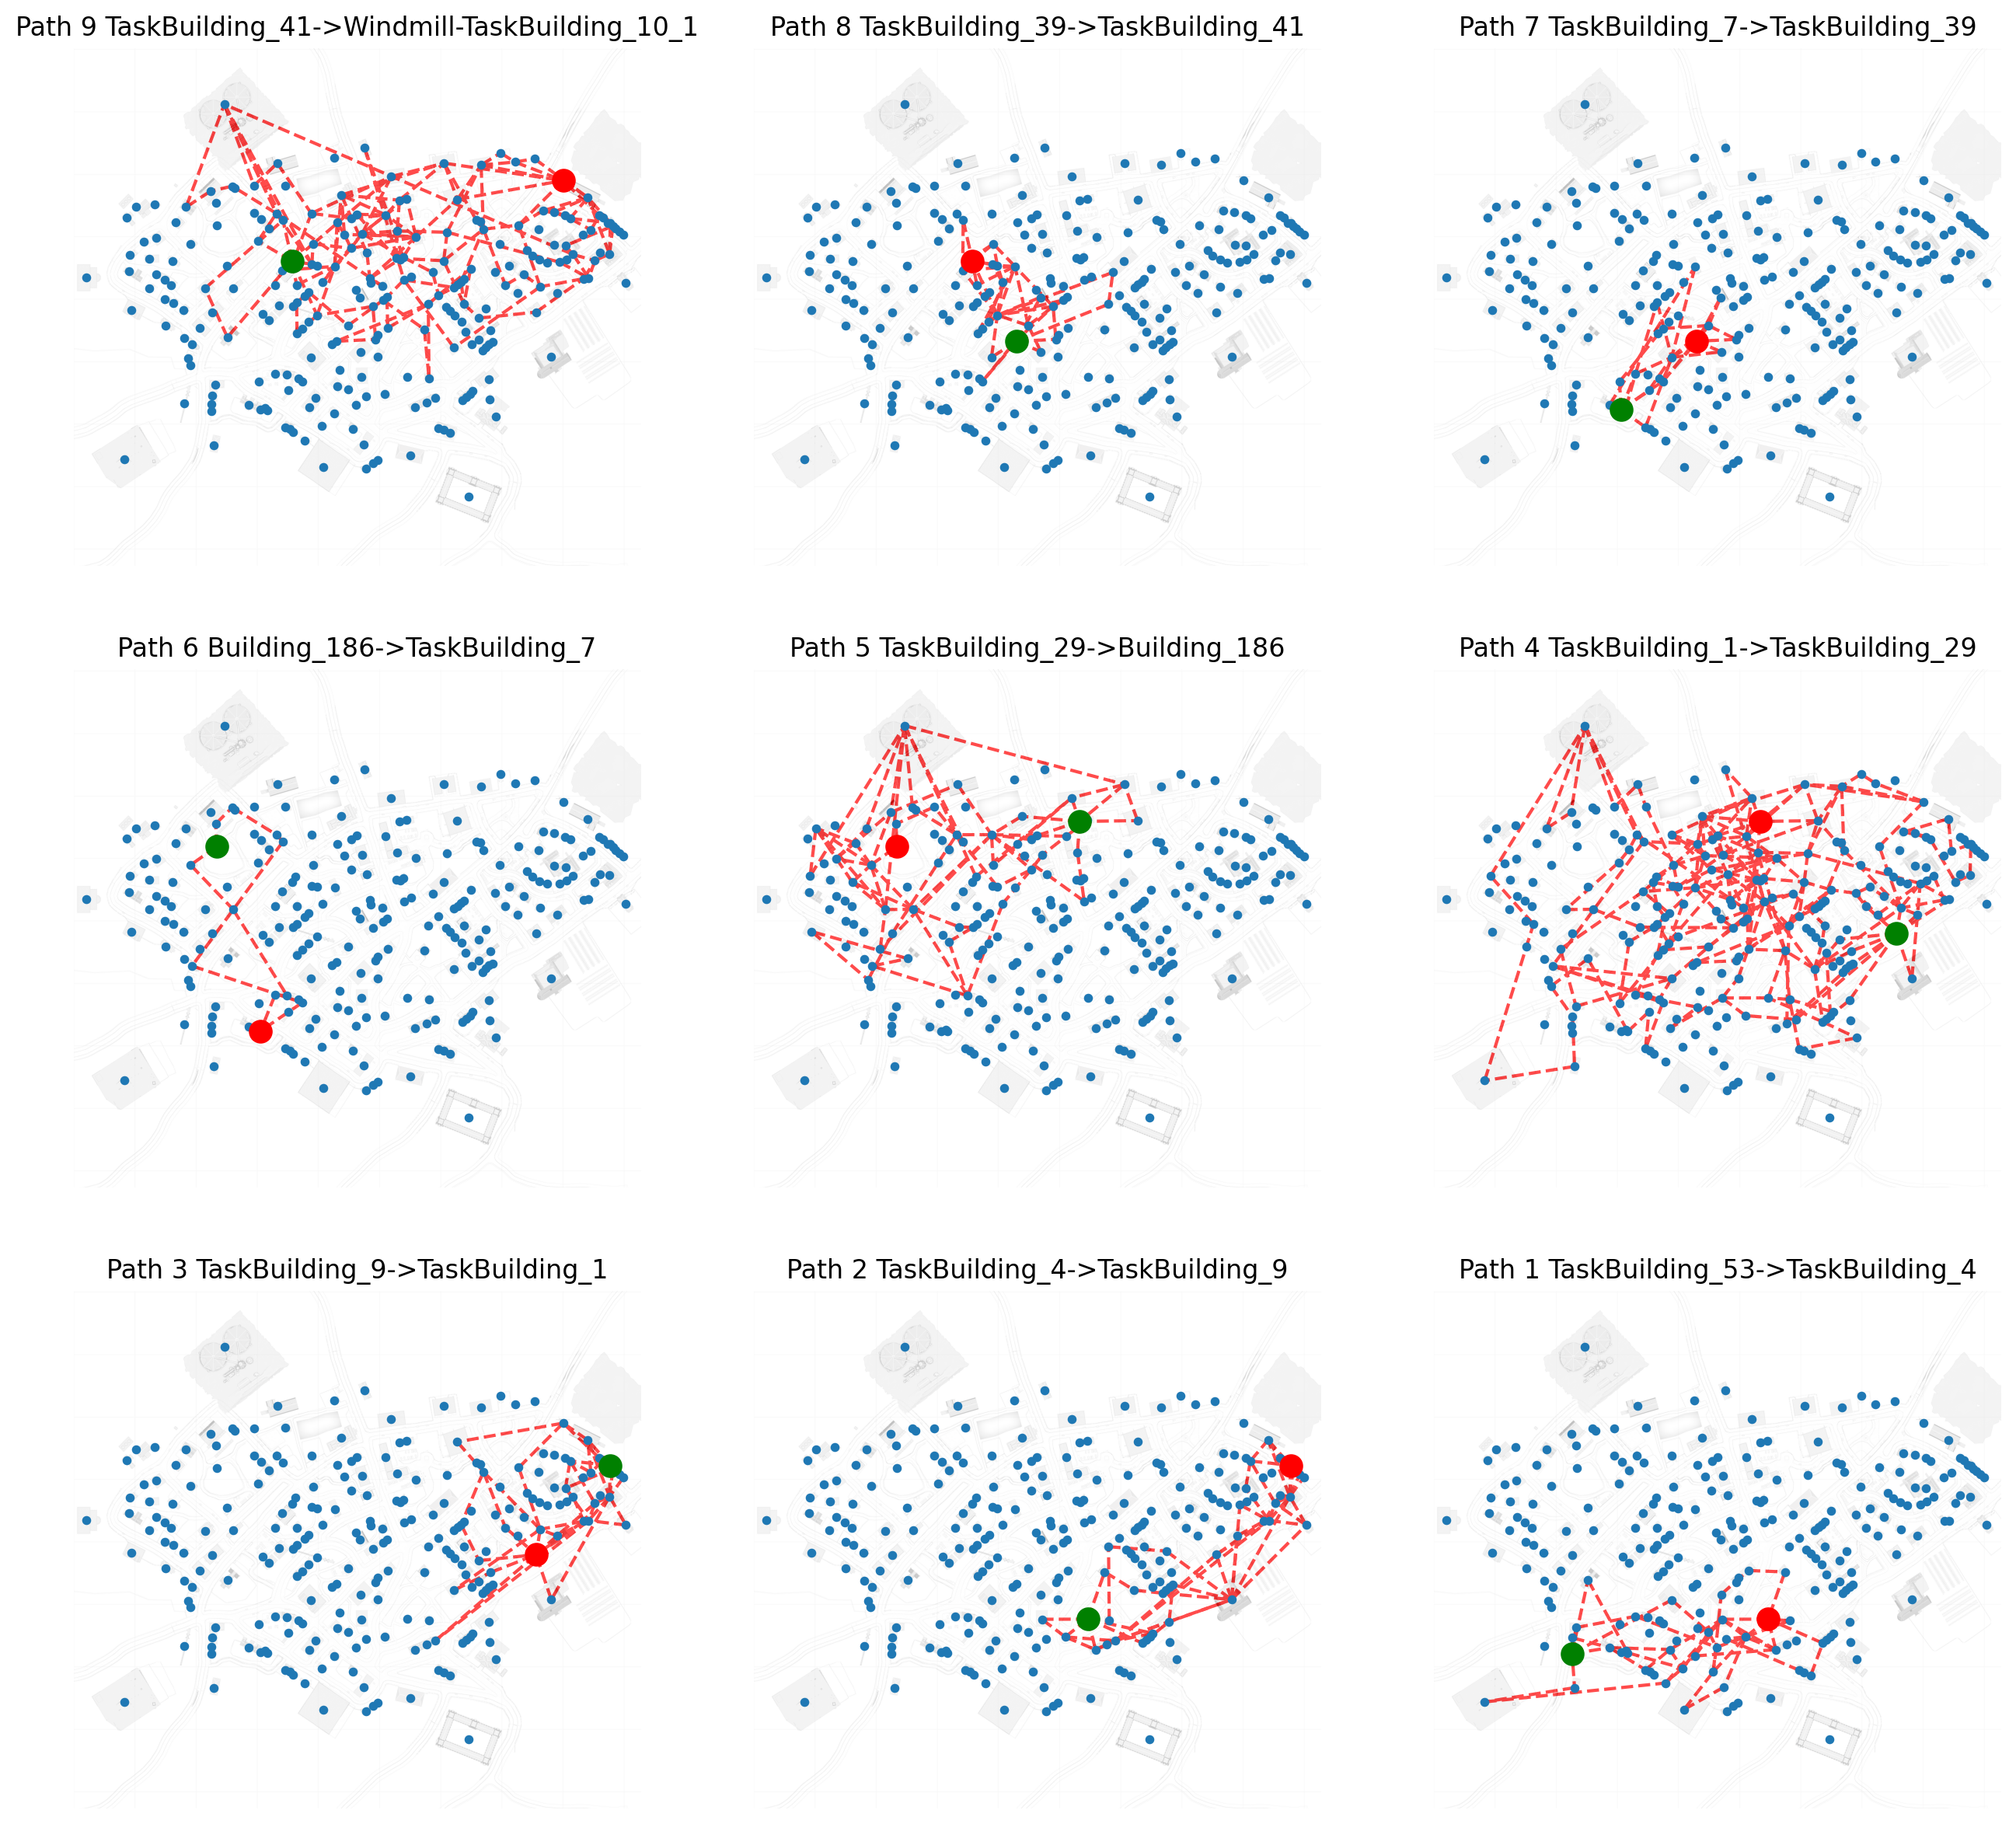 Path 9 TaskBuilding_41->Windmill-TaskBuilding_10_1
Path 8 TaskBuilding_39->TaskBuilding_41
Path 7 TaskBuilding_7->TaskBuilding_39
Path 6 Building_186->TaskBuilding_7
Path 5 TaskBuilding_29->Building_186
Path 4 TaskBuilding_1->TaskBuilding_29
Path 3 TaskBuilding_9->TaskBuilding_1
Path 2 TaskBuilding_4->TaskBuilding_9
Path 1 TaskBuilding_53->TaskBuilding_4